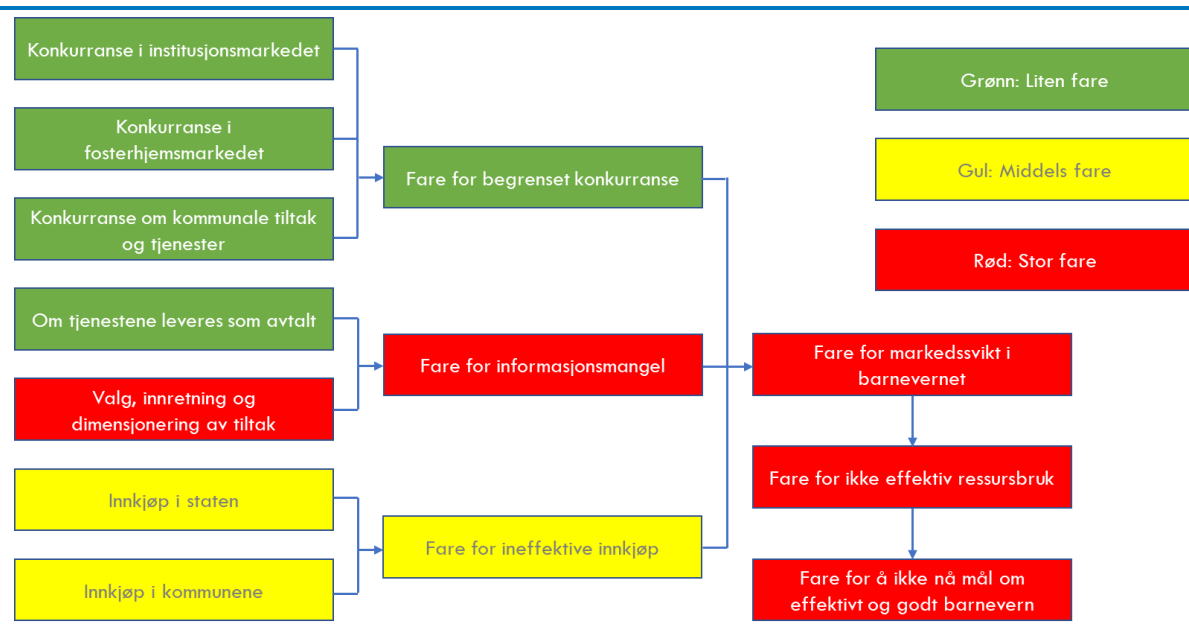 Konkurranse i institusjonsmarkedet
Konkurranse i
fosterhjemsmarkedet
Konkurranse om kommunale tiltak
og tjenester
Om tjenestene leveres som avtalt
Valg, innretning og
dimensjonering av tiltak
Innkjøp i staten
Innkjøp i kommunene
Fare for begrenset konkurranse
Fare for informasjonsmangel
Fare for ineffektive innkjøp
Grønn: Liten fare
Gul: Middels fare
Rød: Stor fare
Fare for markedssvikt i
barnevernet
Fare for ikke effektiv ressursbruk
Fare for å ikke nå mål om
effektivt og godt barnevern